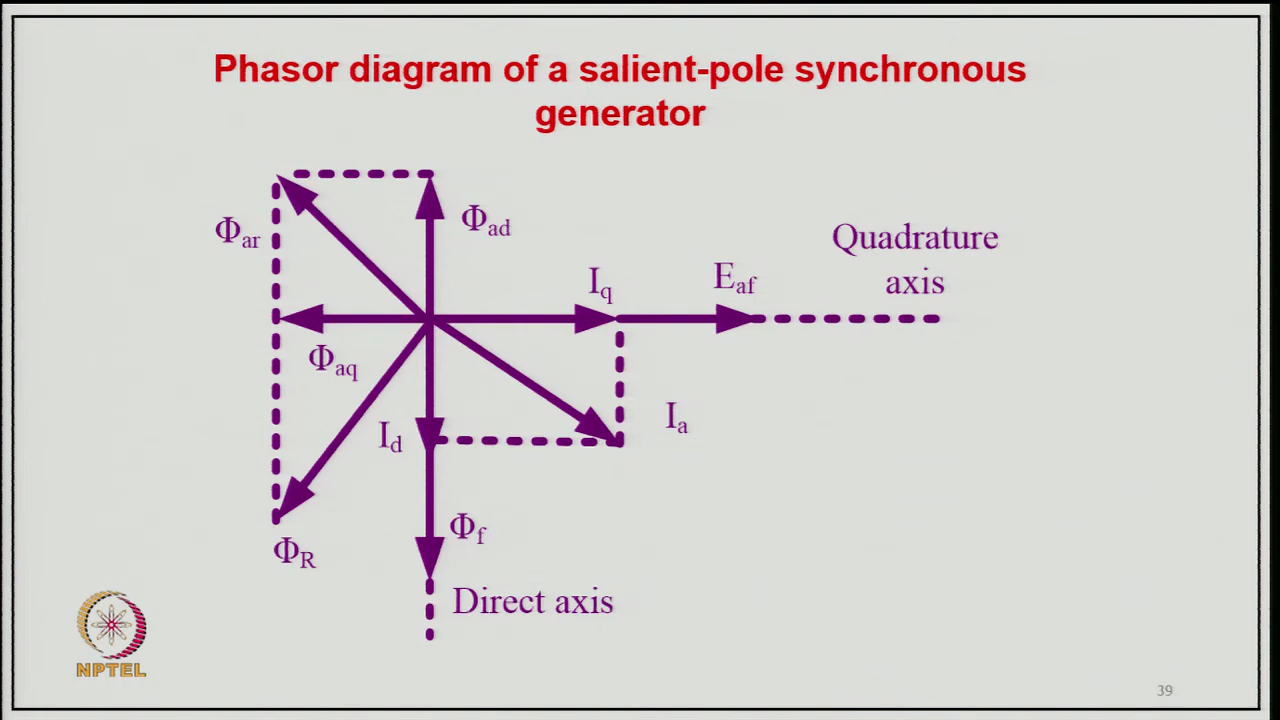 Phasor diagram of a salient-pole synchronous
generator
Φar
Φad
Quadrature
axis
Iq
Eaf
Φaq
Id
Ia
Φf
ΦR
Direct axis
NPTEL
39